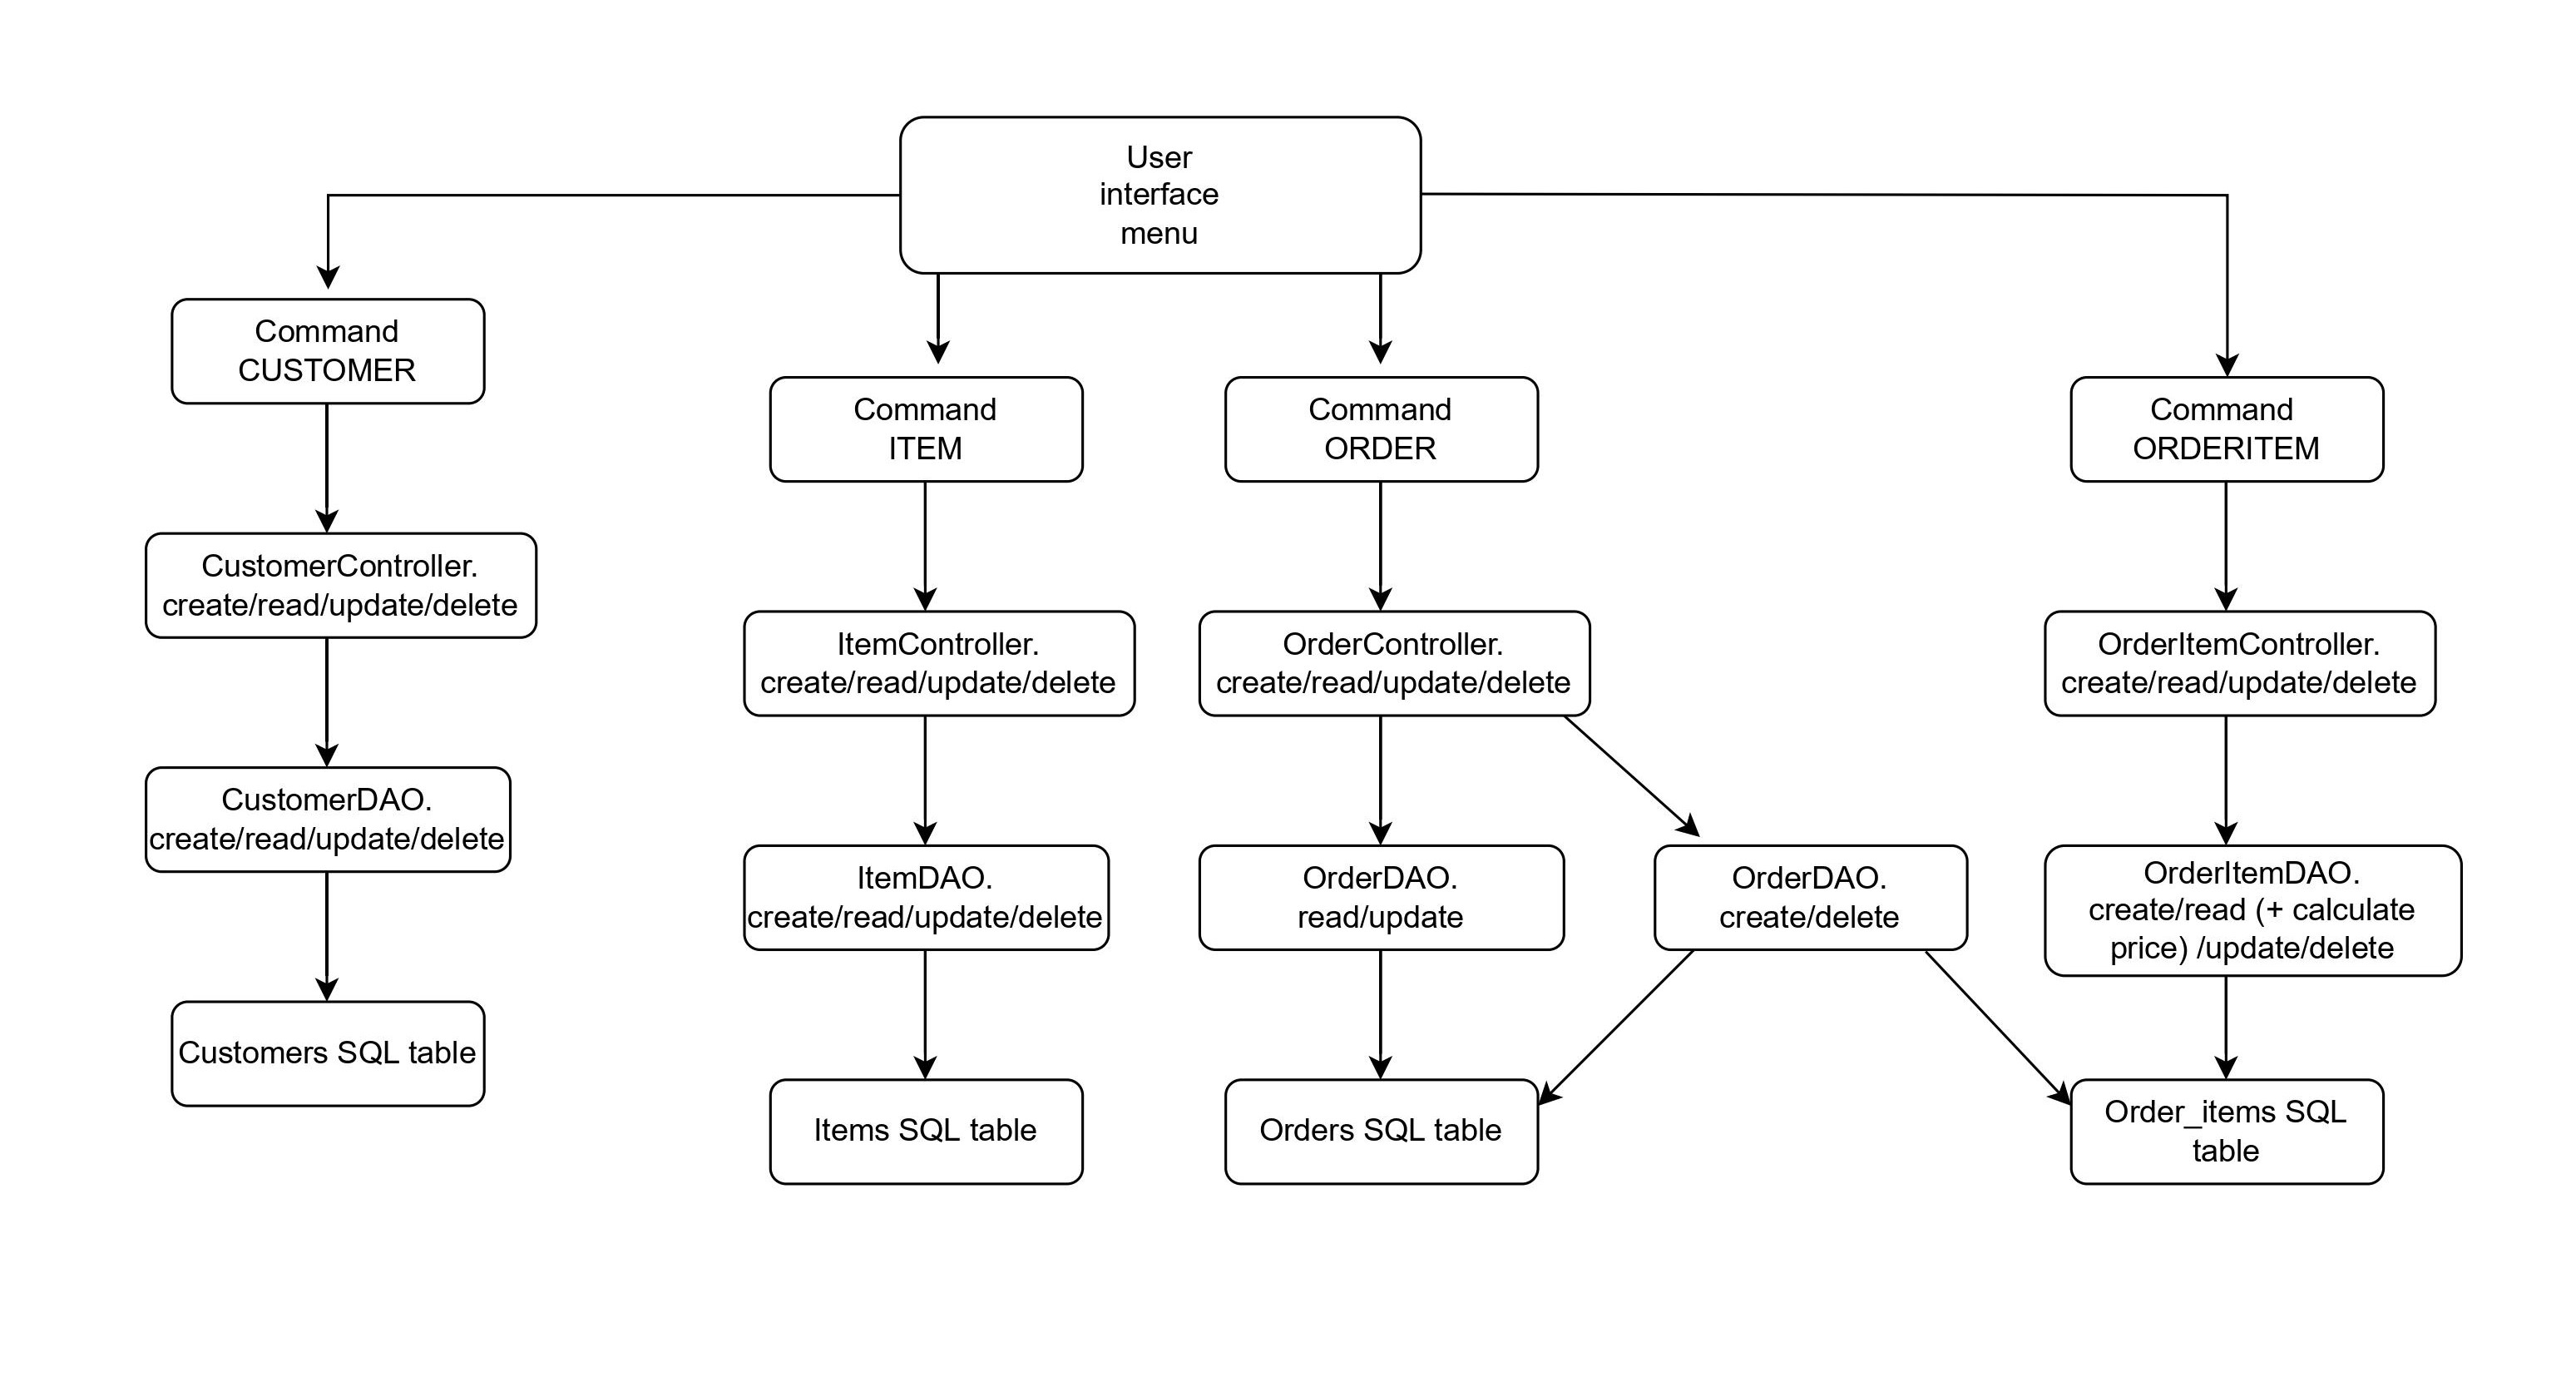 User
interface
menu
Command
CUSTOMER
Command
ITEM
Command
ORDER
Command
ORDERITEM
CustomerController.
create/read/update/delete
ItemController.
create/read/update/delete
OrderController.
create/read/update/delete
OrderItemController.
create/read/update/delete
CustomerDAO.
create/read/update/delete
ItemDAO.
create/read/update/delete
OrderDAO.
read/update
OrderDAO.
create/delete
OrderItemDAO.
create/read (+ calculate
price) /update/delete
Customers SQL table
Items SQL table
Orders SQL table
Order_items SQL
table